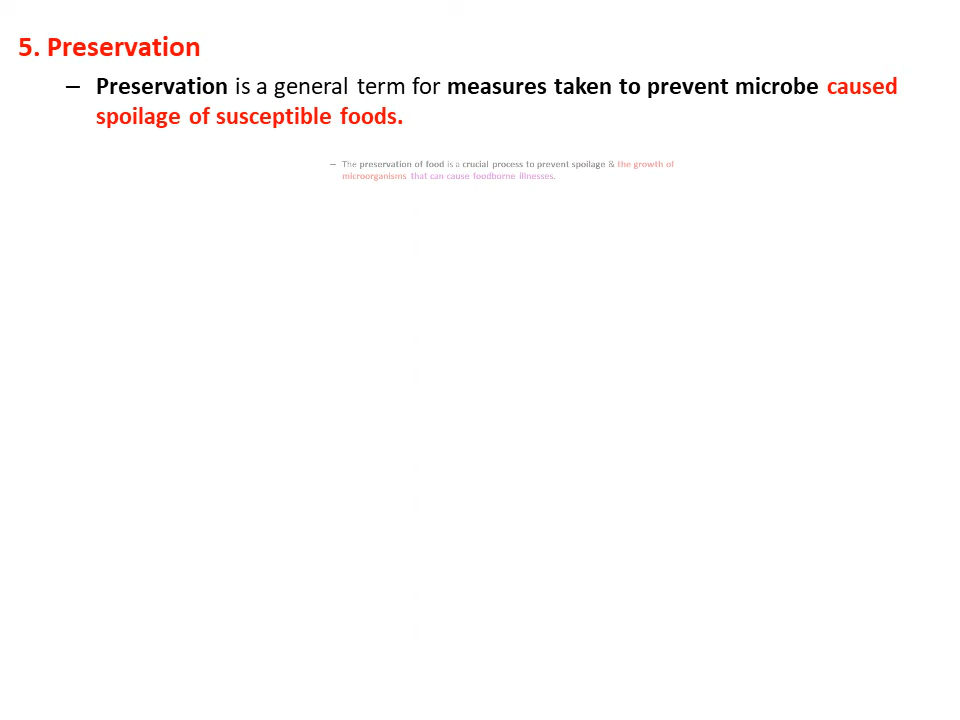 5. Preservation
– Preservation is a general term for measures taken to prevent microbe caused
spoilage of susceptible foods.
– The preservation of food is a crucial process to prevent spoilage & the growth of
microorganisms that can cause foodborne illnesses.